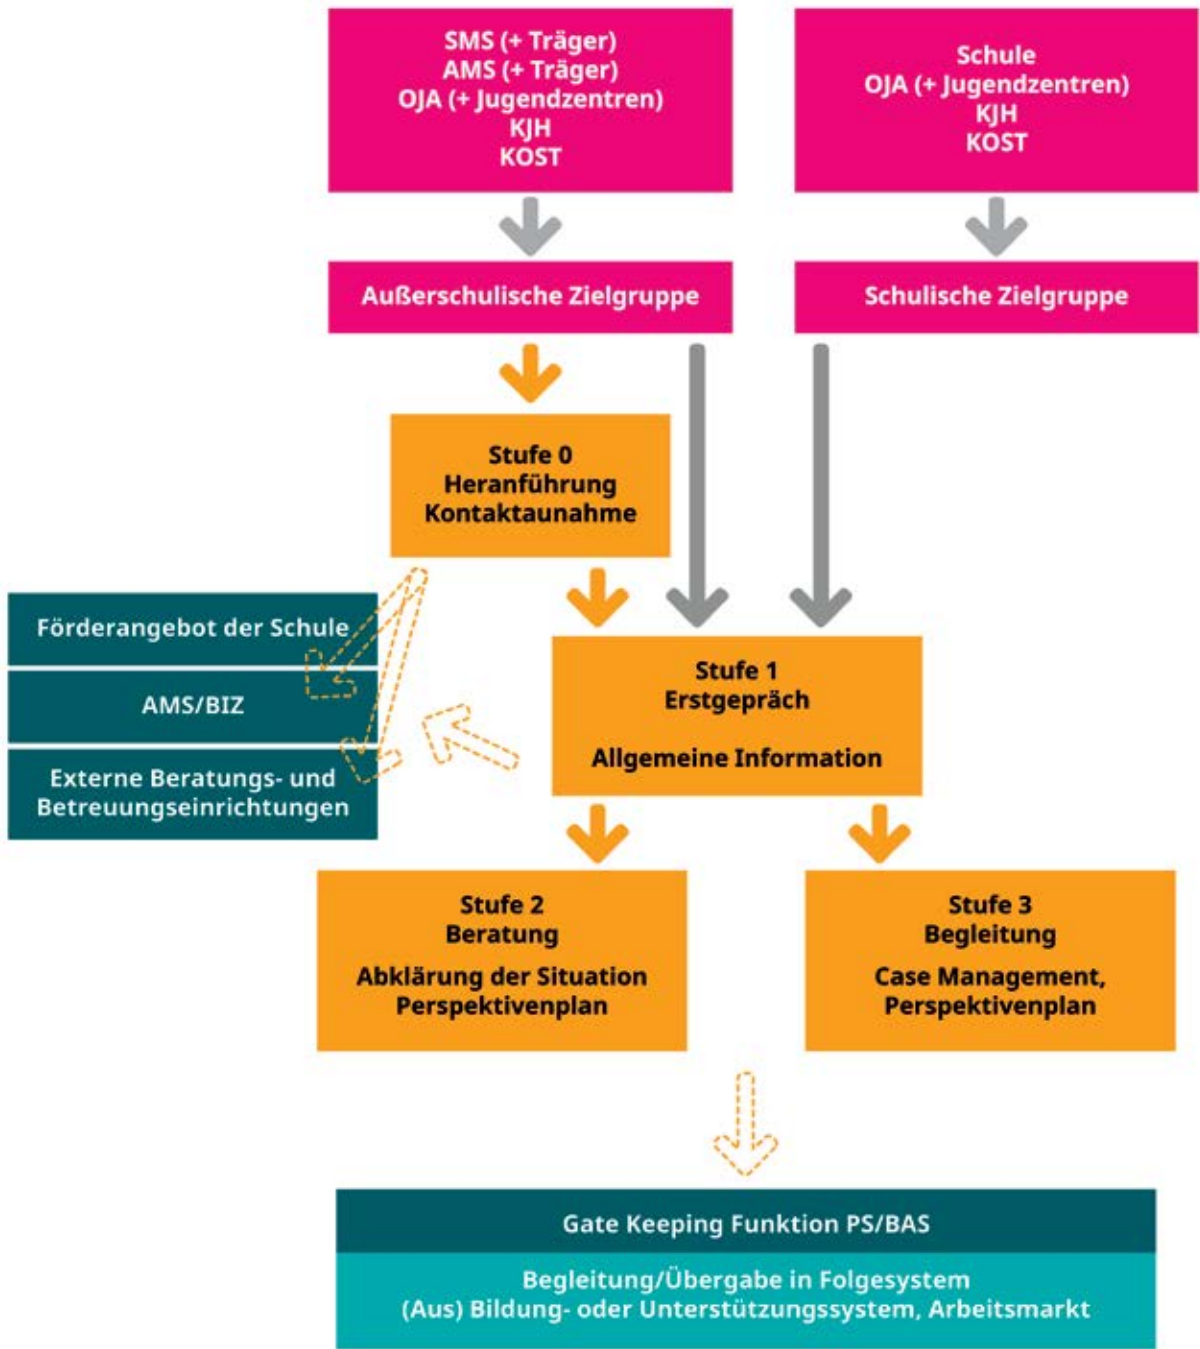 SMS (+ Träger)
AMS (+ Träger)
OJA (+ Jugendzentren)
KJH
KOST
Schule
OJA (+ Jugendzentren)
KJH
KOST
Außerschulische Zielgruppe
Schulische Zielgruppe
Stufe 0
Heranführung
Kontaktaunahme
Förderangebot der Schule
AMS/BIZ
Externe Beratungs- und
Betreuungseinrichtungen
Stufe 1
Erstgepräch
Allgemeine Information
Stufe 2
Beratung
Abklärung der Situation
Perspektivenplan
Stufe 3
Begleitung
Case Management,
Perspektivenplan
Gate Keeping Funktion PS/BAS
Begleitung/Übergabe in Folgesystem
(Aus) Bildung- oder Unterstützungssystem, Arbeitsmarkt